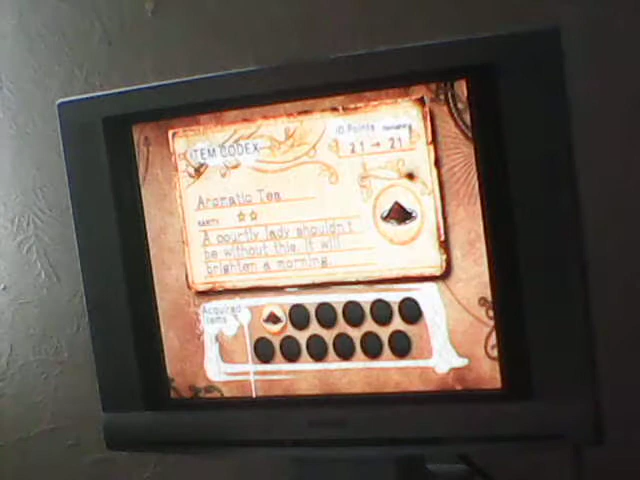 ITEM CODEX
ID Points Remaining
21 → 21
Aromatic Tea
RARITY
A courtly lady shouldn't
be without this. It will
brighten a morning.
Acquired
Items